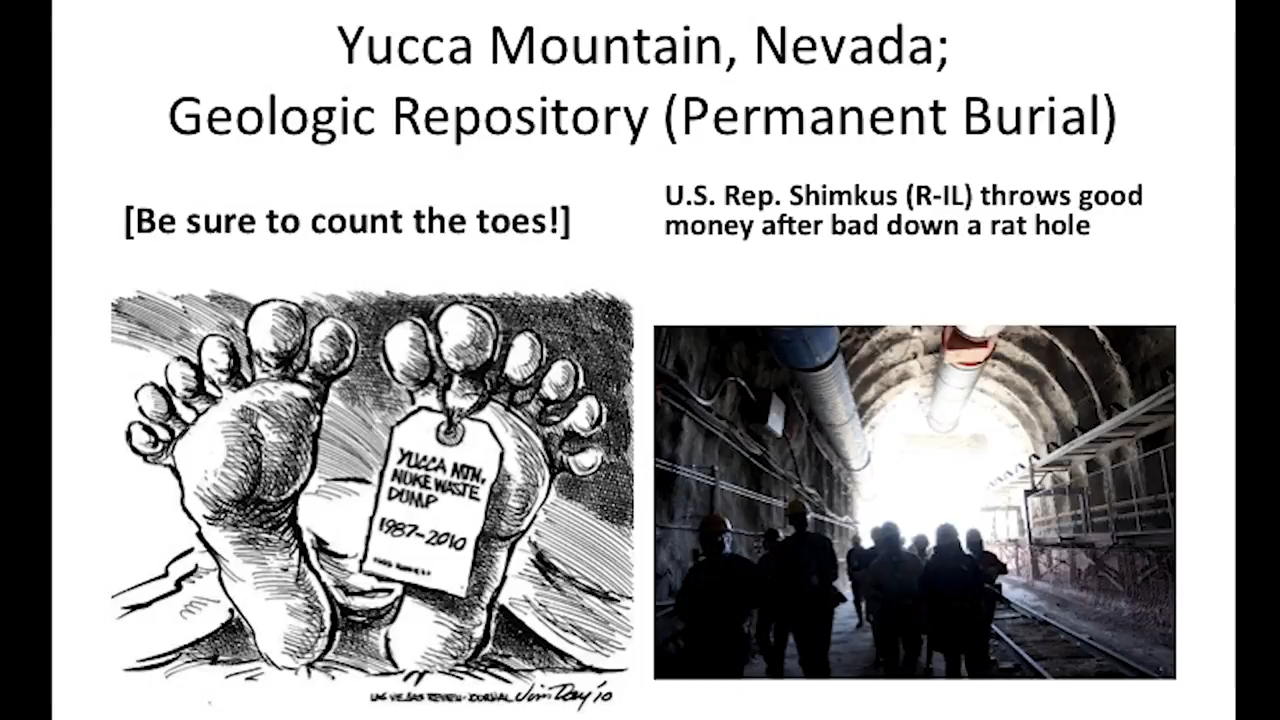 Yucca Mountain, Nevada;
Geologic Repository (Permanent Burial)
[Be sure to count the toes!]
U.S. Rep. Shimkus (R-IL) throws good
money after bad down a rat hole
YUCCA MTN.
NUKE WASTE
DUMP
1987-2010
LAS VEGAS REVIEW-JOURNAL Jim Day '10